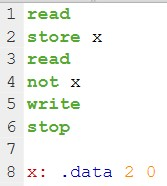 1 read
2 store x
3 read
4 not x
5 write
6 stop
7
8 x: .data 2 0